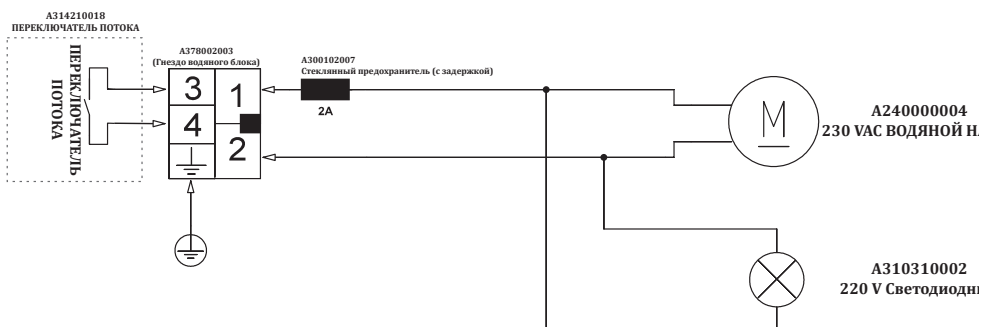 A314210018
ПЕРЕКЛЮЧАТЕЛЬ ПОТОКА
ПЕРЕКЛЮЧАТЕЛЬ
ПОТОКА
A378002003
(Гнездо водяного блока)
3
4
1
2
A300102007
Стеклянный предохранитель (с задержкой)
2A
M
A240000004
230 VAC ВОДЯНОЙ
A310310002
220 V